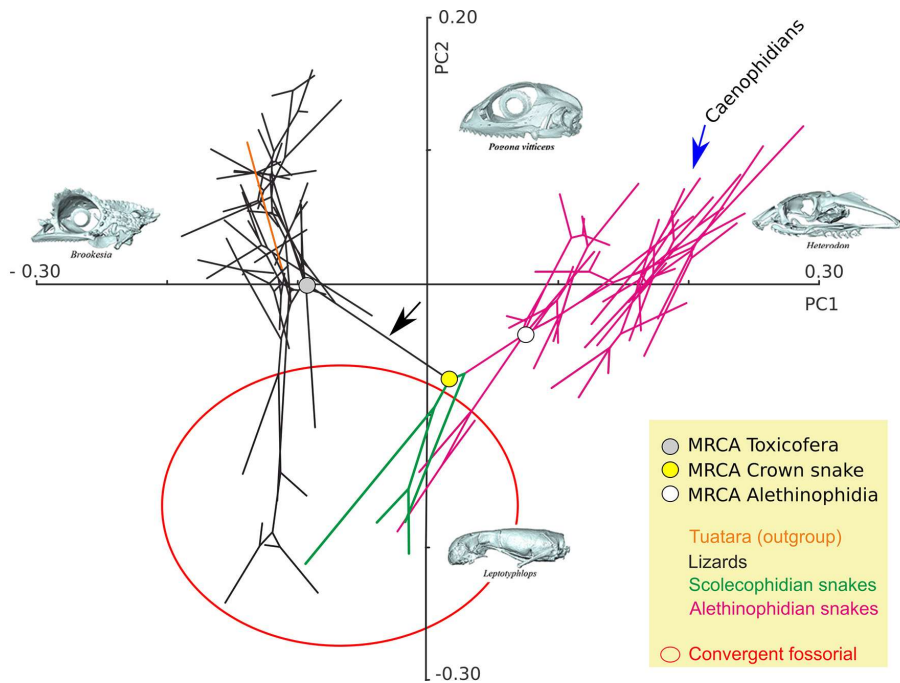 0.20
PC2
Caenophidians
Pogona vitticeps
Brookesia
Heterodon
- 0.30
0.30
PC1
MRCA Toxicofera
MRCA Crown snake
MRCA Alethinophidia
Tuatara (outgroup)
Lizards
Scolecophidian snakes
Alethinophidian snakes
Convergent fossorial
Leptotyphlops
-0.30